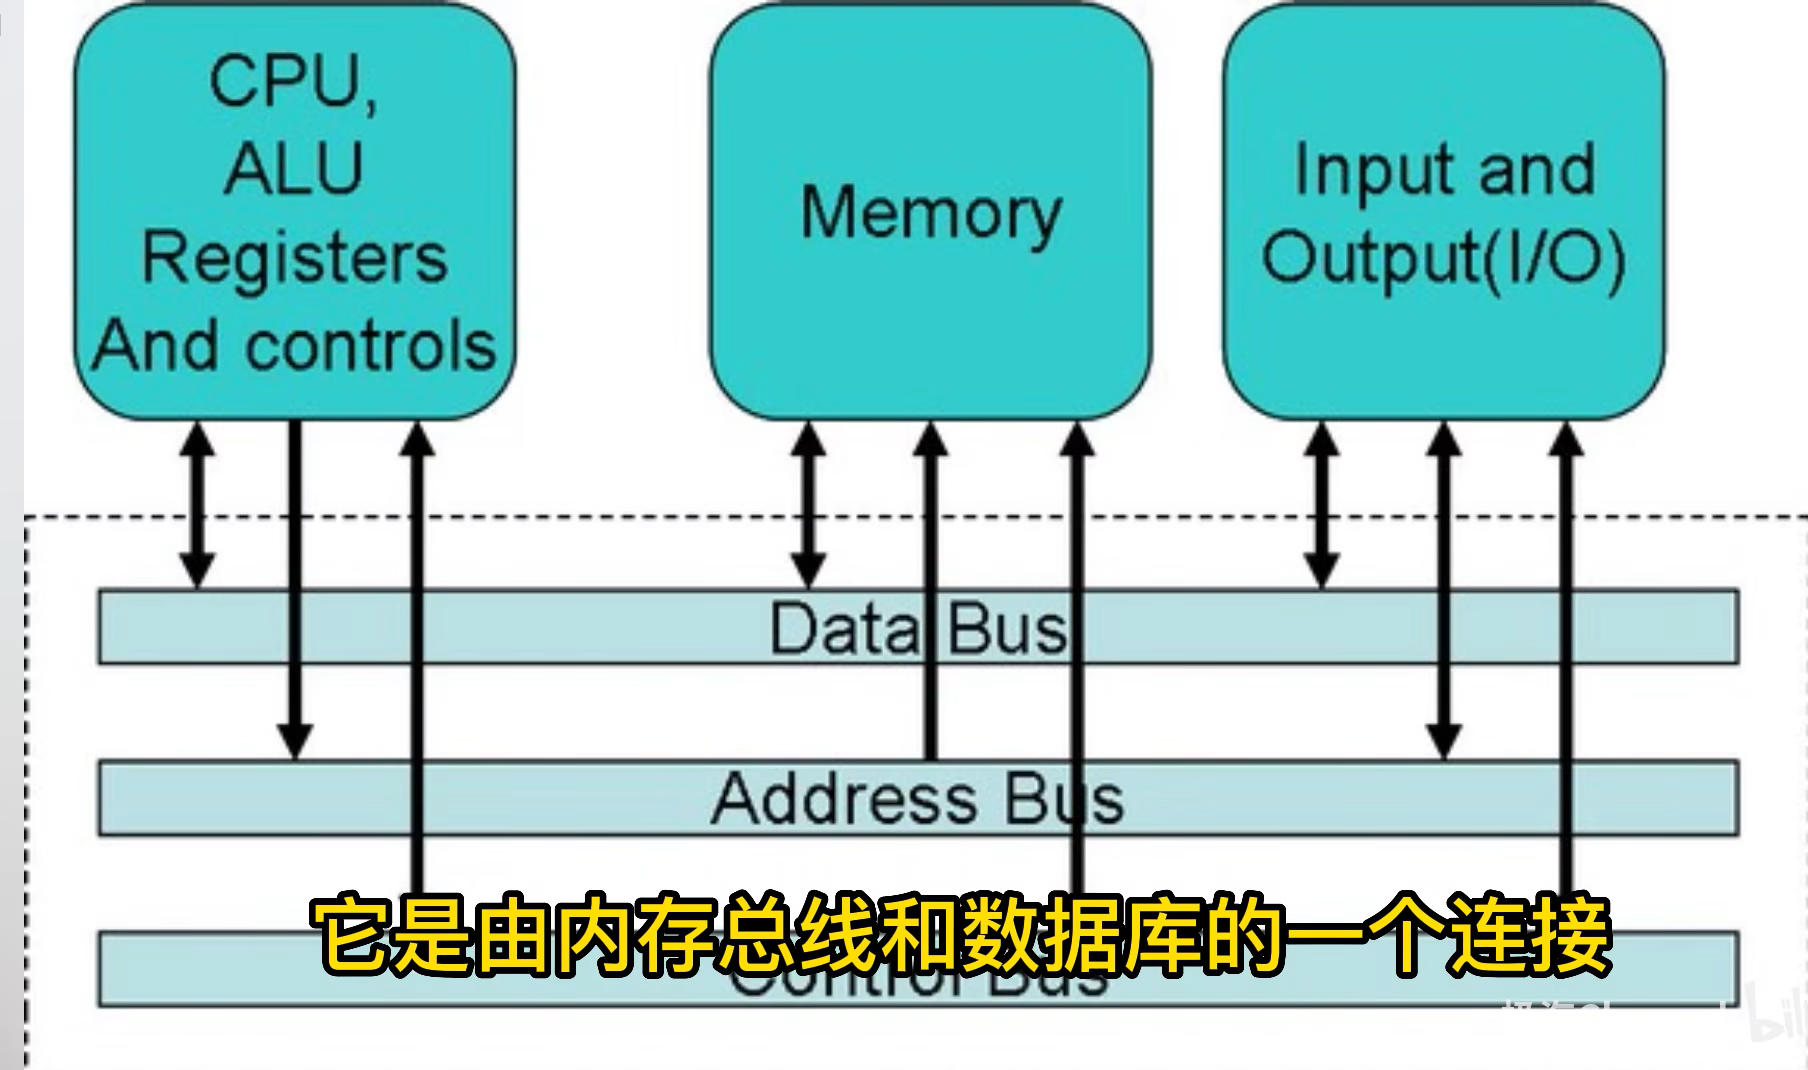 CPU,
ALU
Registers
And controls
Memory
Input and
Output(I/O)
Data Bus
Address Bus
Control Bus
它是由内存总线和数据库的一个连接
bili